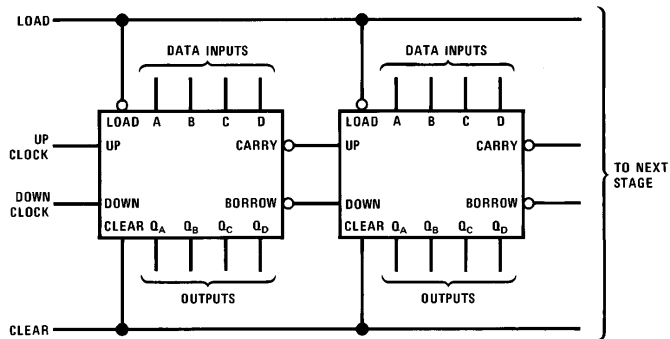 LOAD
DATA INPUTS
DATA INPUTS
LOAD A B C D
LOAD A B C D
UP
CLOCK
UP
CARRY
UP
CARRY
TO NEXT
STAGE
DOWN
CLOCK
DOWN
BORROW
DOWN
BORROW
CLEAR QA QB QC QD
CLEAR QA QB QC QD
OUTPUTS
OUTPUTS
CLEAR